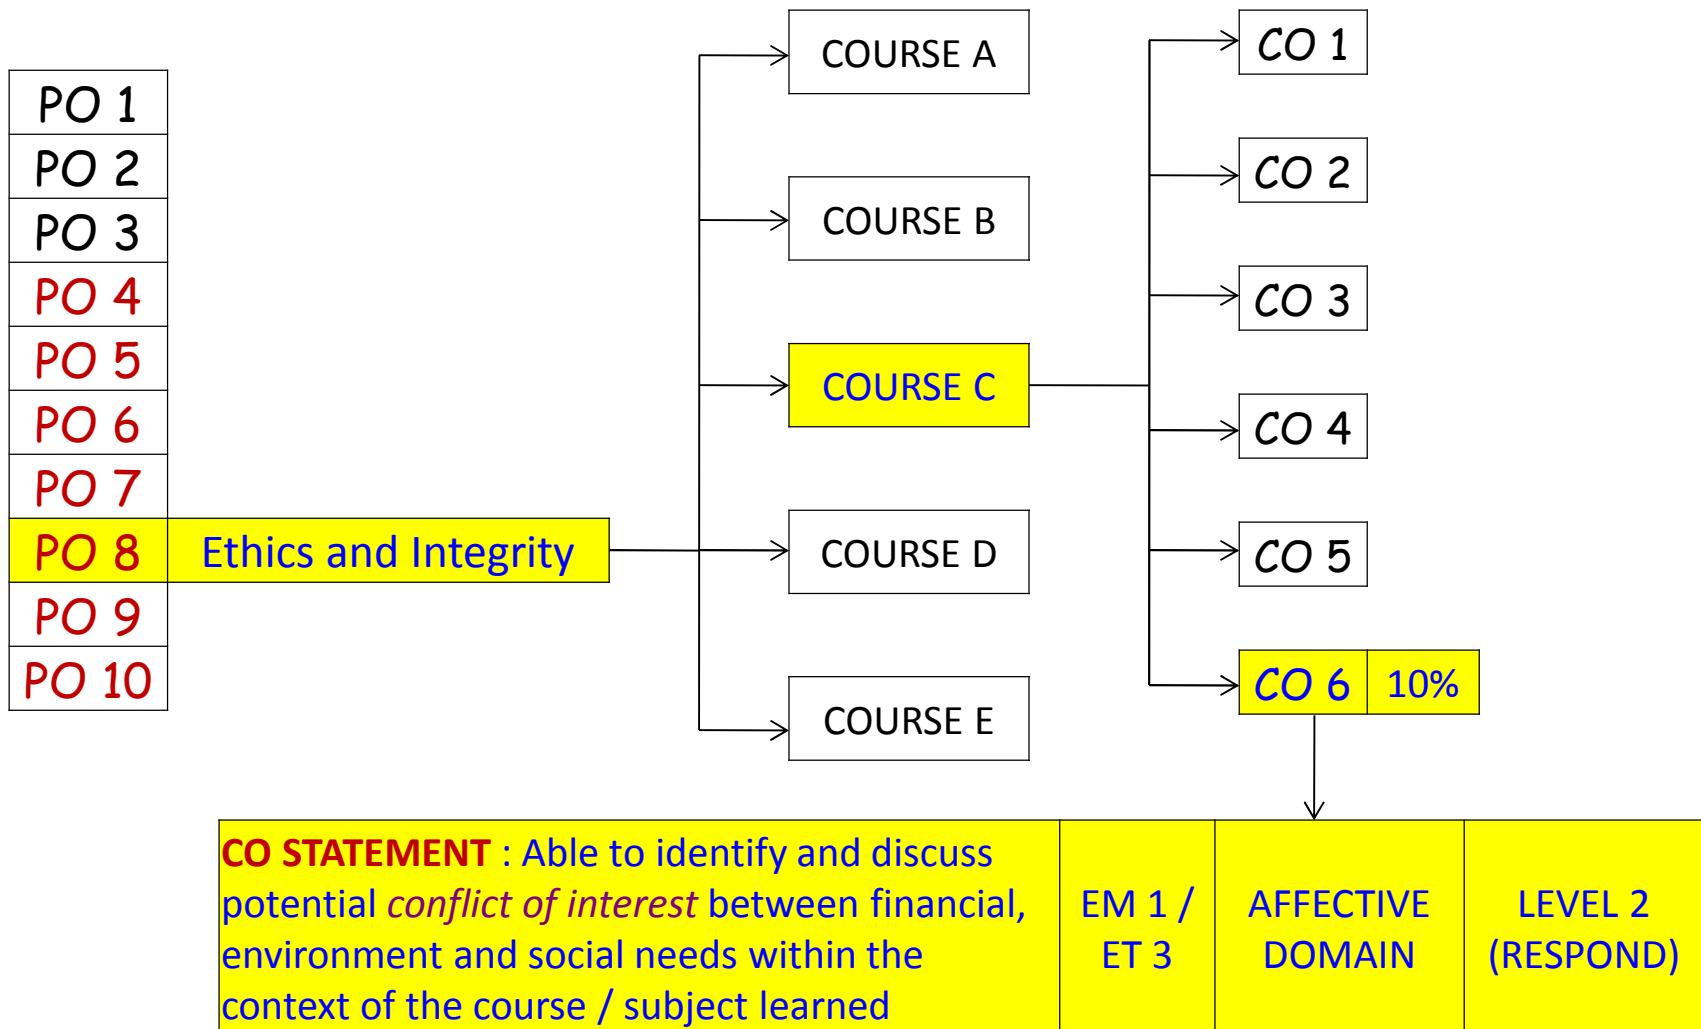 PO 1
PO 2
PO 3
PO 4
PO 5
PO 6
PO 7
PO 8
Ethics and Integrity
PO 9
PO 10
COURSE A
COURSE B
COURSE C
COURSE D
COURSE E
CO 1
CO 2
CO 3
CO 4
CO 5
CO 6
10%
CO STATEMENT : Able to identify and discuss
potential conflict of interest between financial,
environment and social needs within the
context of the course / subject learned
EM 1 /
ET 3
AFFECTIVE
DOMAIN
LEVEL 2
(RESPOND)